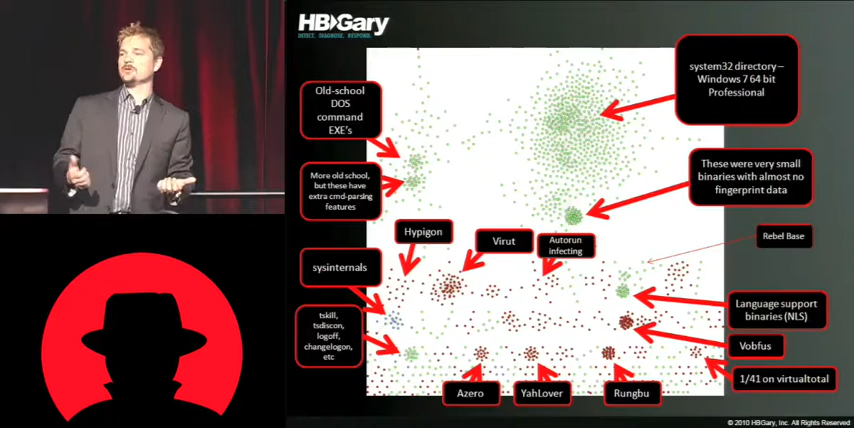 HBGary
DETECT. DIAGNOSE. RESPOND.
system32 directory –
Windows 7 64 bit
Professional
Old-school
DOS
command
EXE's
More old school,
but these have
extra cmd-parsing
features
These were very small
binaries with almost no
fingerprint data
Hypigon
Virut
Autorun
infecting
Rebel Base
sysinternals
Language support
binaries (NLS)
tskill,
tsdiscon,
logoff,
changelogon,
etc
Vobfus
1/41 on virtualtotal
Azero
YahLover
Rungbu
© 2010 HBGary, Inc. All Rights Reserved